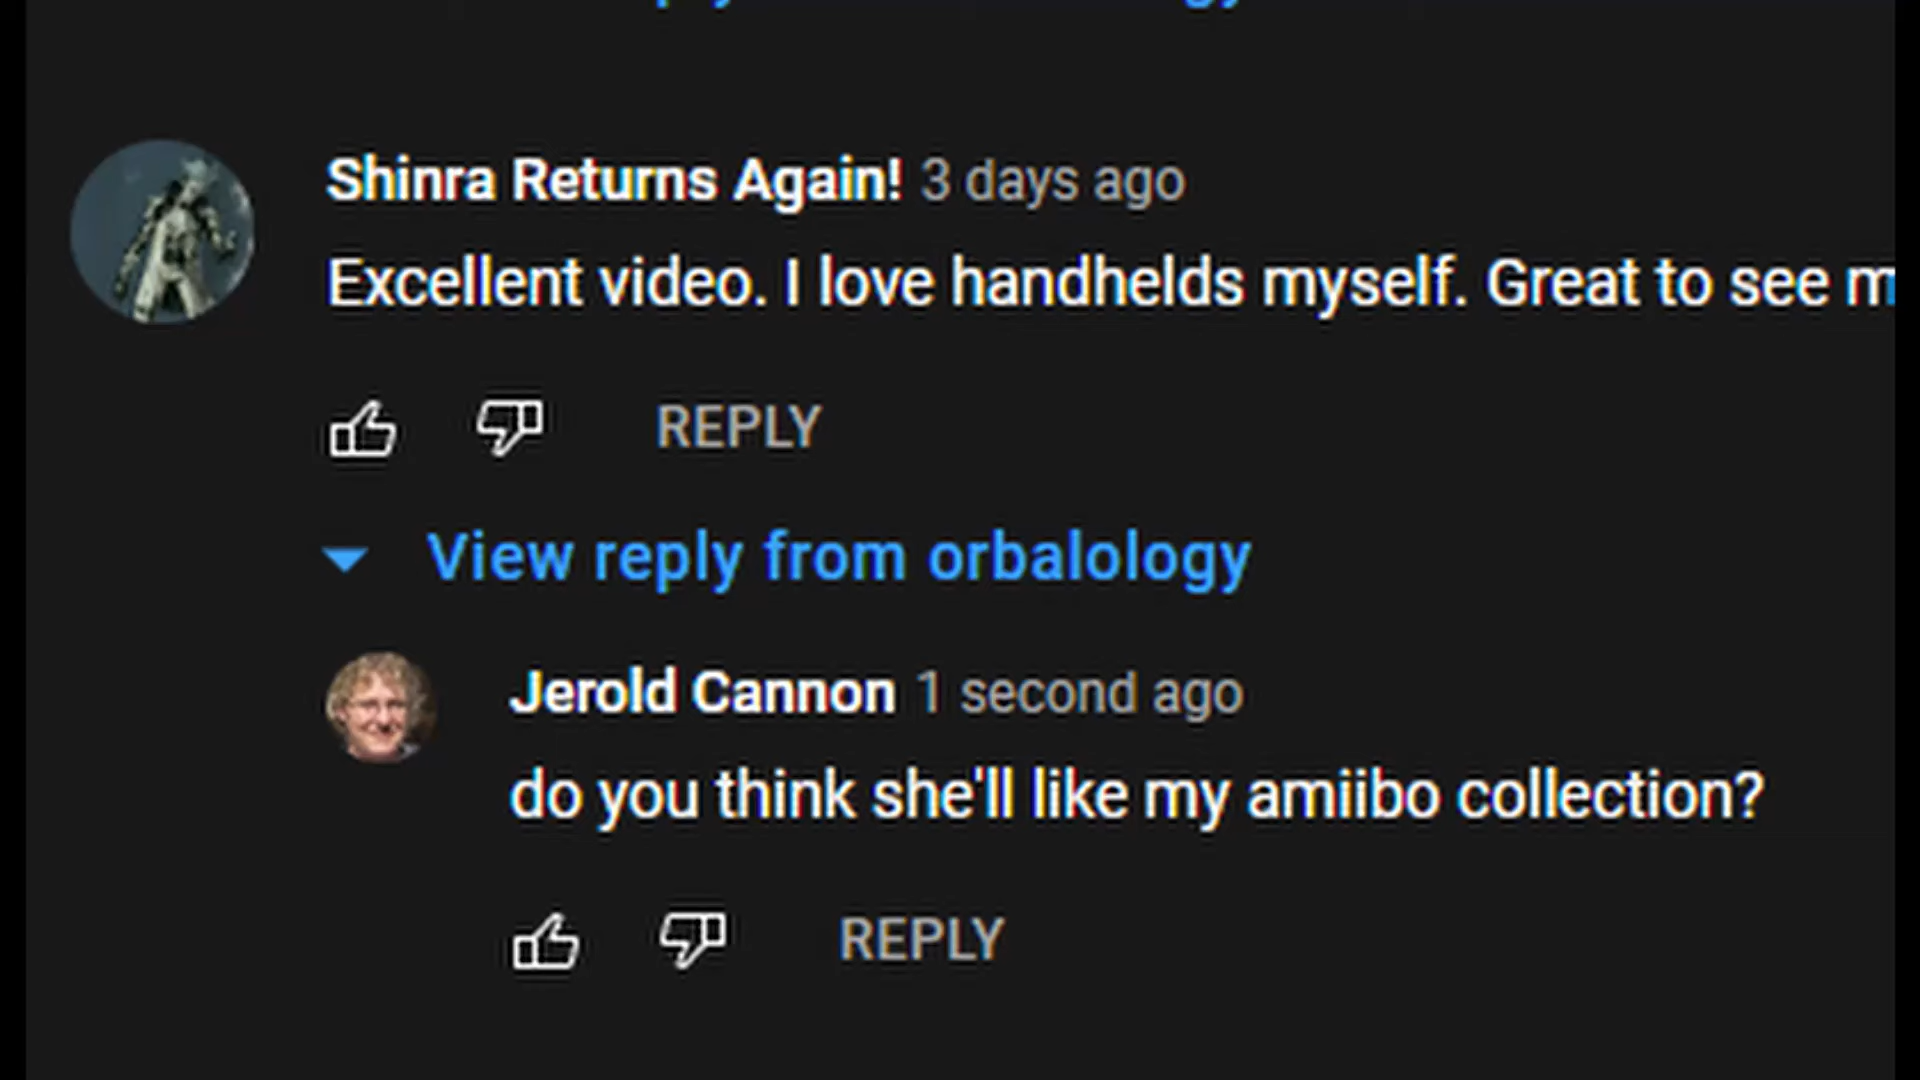 Shinra Returns Again! 3 days ago
Excellent video. I love handhelds myself. Great to see
REPLY
View reply from orbalology
Jerold Cannon 1 second ago
do you think she'll like my amiibo collection?
REPLY